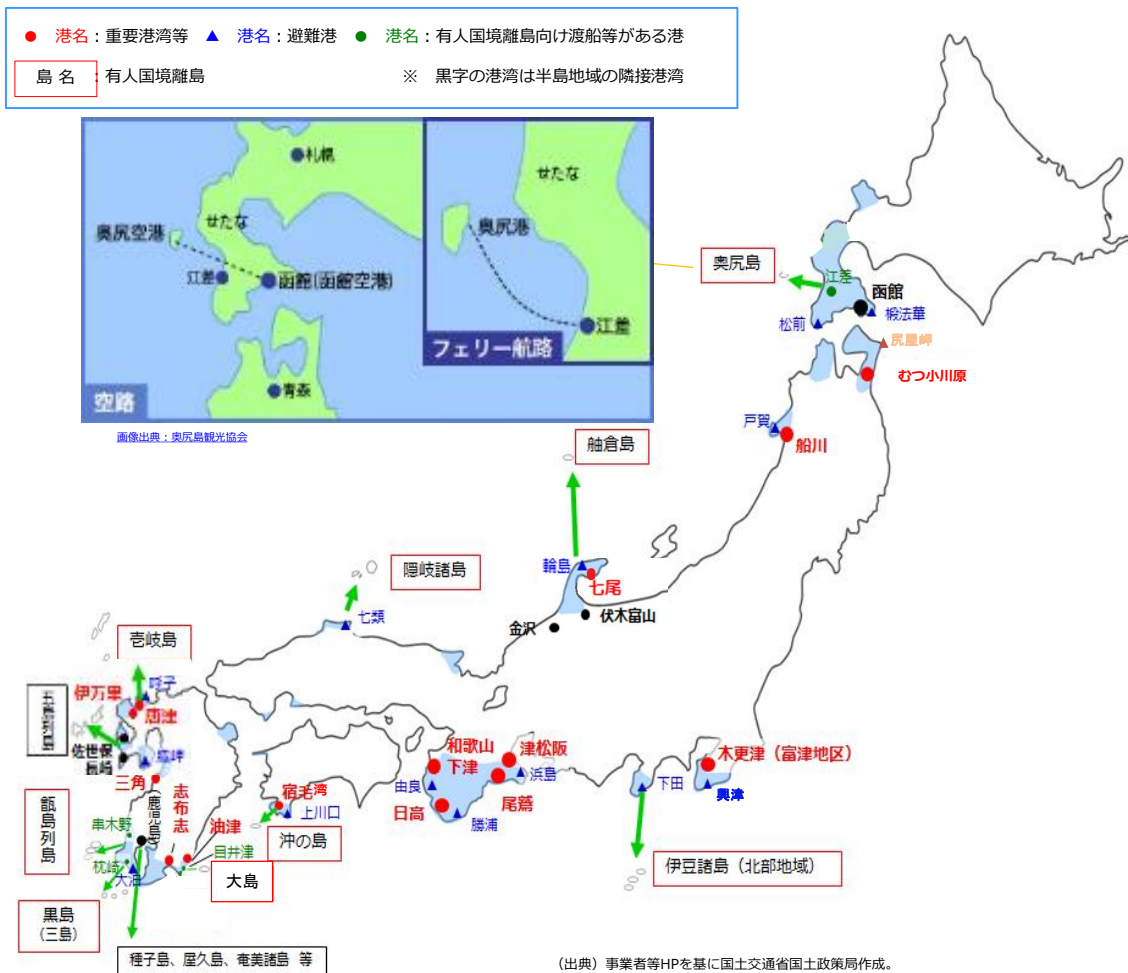 ● 港名：重要港湾等 ▲ 港名：避難港 ● 港名：有人国境離島向け渡船等がある港
島 名 ：有人国境離島 ※ 黒字の港湾は半島地域の隣接港湾
札幌
せたな
奥尻空港
江差
函館(函館空港)
青森
空路
せたな
奥尻港
江差
フェリー航路
画像出典：奥尻島観光協会
奥尻島
江差
函館
松前
椴法華
尻屋岬
むつ小川原
戸賀
船川
舳倉島
輪島
七尾
伏木富山
金沢
隠岐諸島
七類
壱岐島
呼子
伊万里
唐津
佐世保
長崎
三角
鹿児島
志布志
油津
目井津
甑島列島
串木野
枕崎
大泊
黒島
（三島）
種子島、屋久島、奄美諸島 等
大島
宿毛湾
上川口
沖の島
和歌山
下津
津松阪
由良
浜島
日高
尾鷲
勝浦
木更津（富津地区）
下田
興津
伊豆諸島（北部地域）
（出典）事業者等HPを基に国土交通省国土政策局作成。